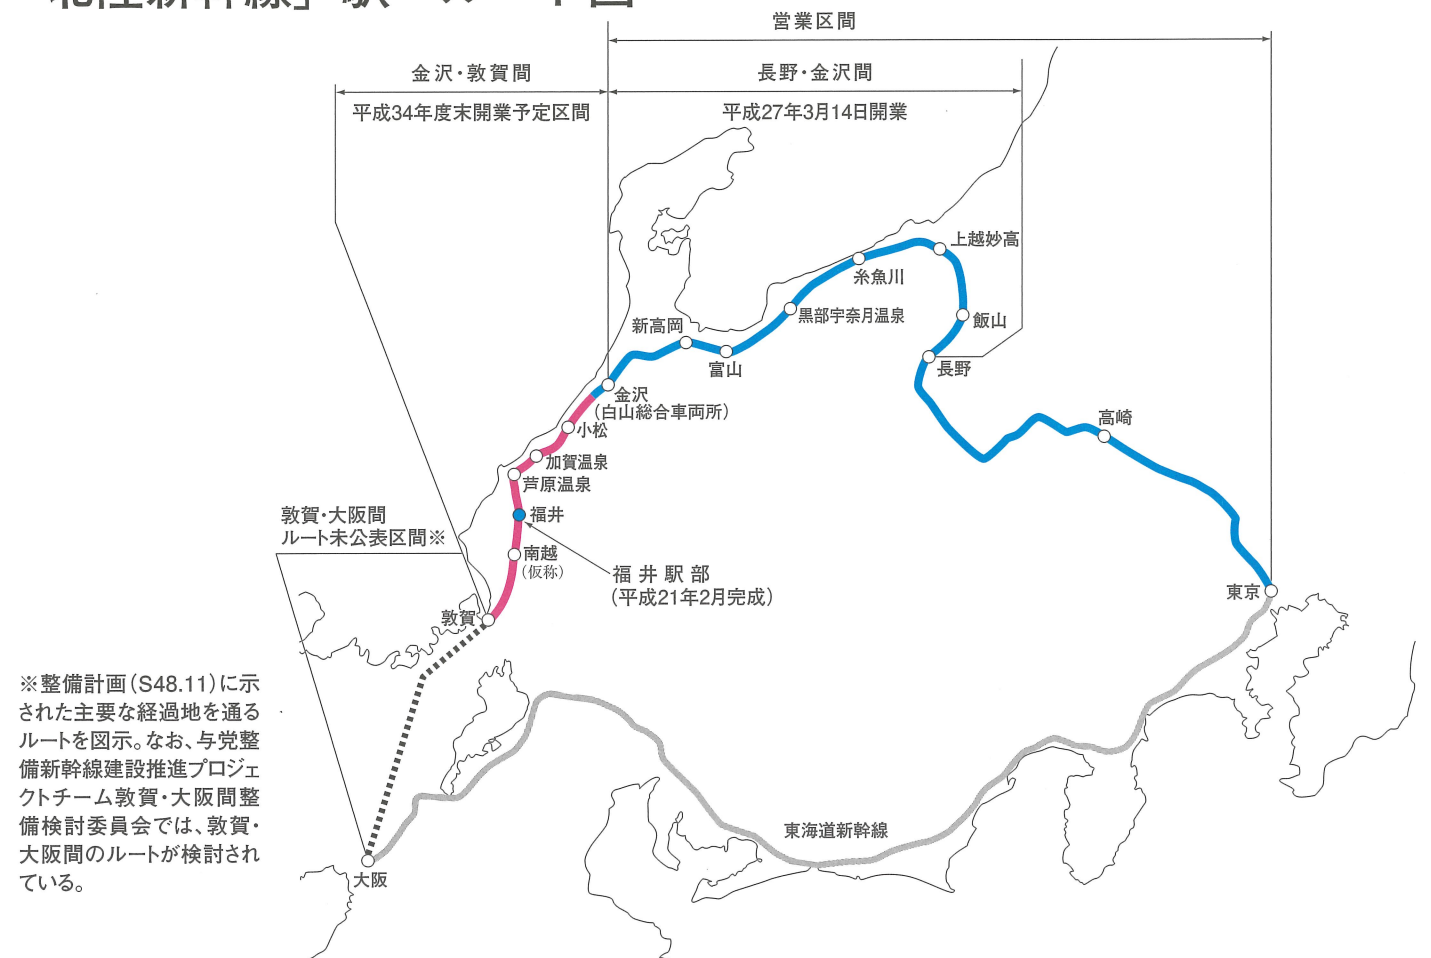 営業区間
金沢・敦賀間
長野・金沢間
平成34年度末開業予定区間
平成27年3月14日開業
上越妙高
糸魚川
黒部宇奈月温泉
飯山
新高岡
富山
長野
金沢
(白山総合車両所)
高崎
小松
加賀温泉
芦原温泉
福井
敦賀・大阪間
ルート未公表区間※
南越
(仮称)
福井駅部
(平成21年2月完成)
東京
敦賀
※整備計画(S48.11)に示
された主要な経過地を通る
ルートを図示。なお、与党整
備新幹線建設推進プロジェ
クトチーム敦賀・大阪間整
備検討委員会では、敦賀・
大阪間のルートが検討され
ている。
東海道新幹線
大阪